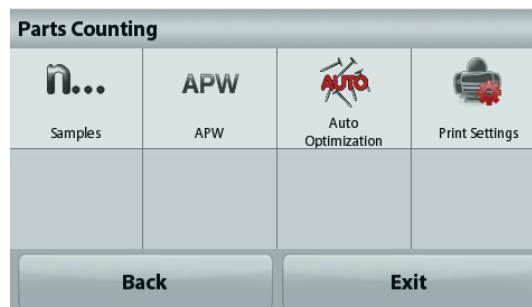 Parts Counting
n...
APW
AUTO
Samples
APW
Auto
Optimization
Print Settings
Back
Exit